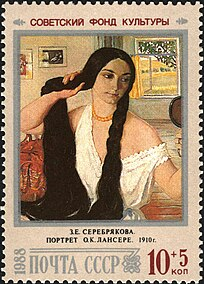 СОВЕТСКИЙ ФОНД КУЛЬТУРЫ
З.Е. СЕРЕБРЯКОВА.
ПОРТРЕТ О.К.ЛАНСЕРЕ. 1910г.
1988 ПОЧТА СССР 10+5 КОП